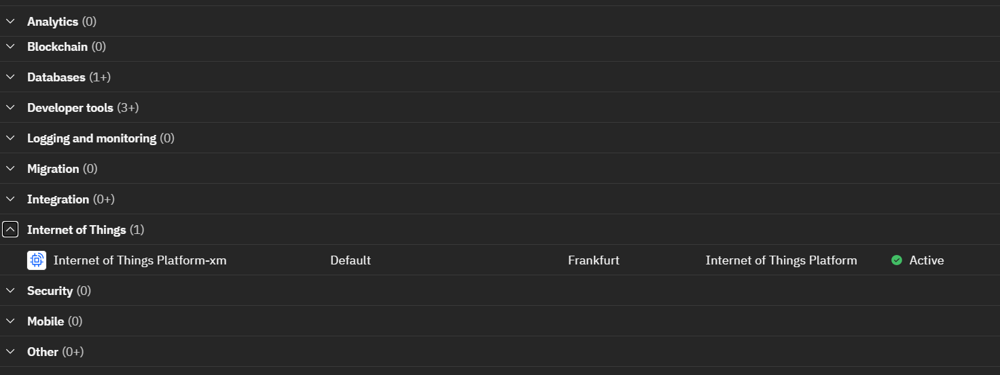 Analytics (0)
Blockchain (0)
Databases (1+)
Developer tools (3+)
Logging and monitoring (0)
Migration (0)
Integration (0+)
Internet of Things (1)
Internet of Things Platform-xm Default Frankfurt Internet of Things Platform Active
Security (0)
Mobile (0)
Other (0+)